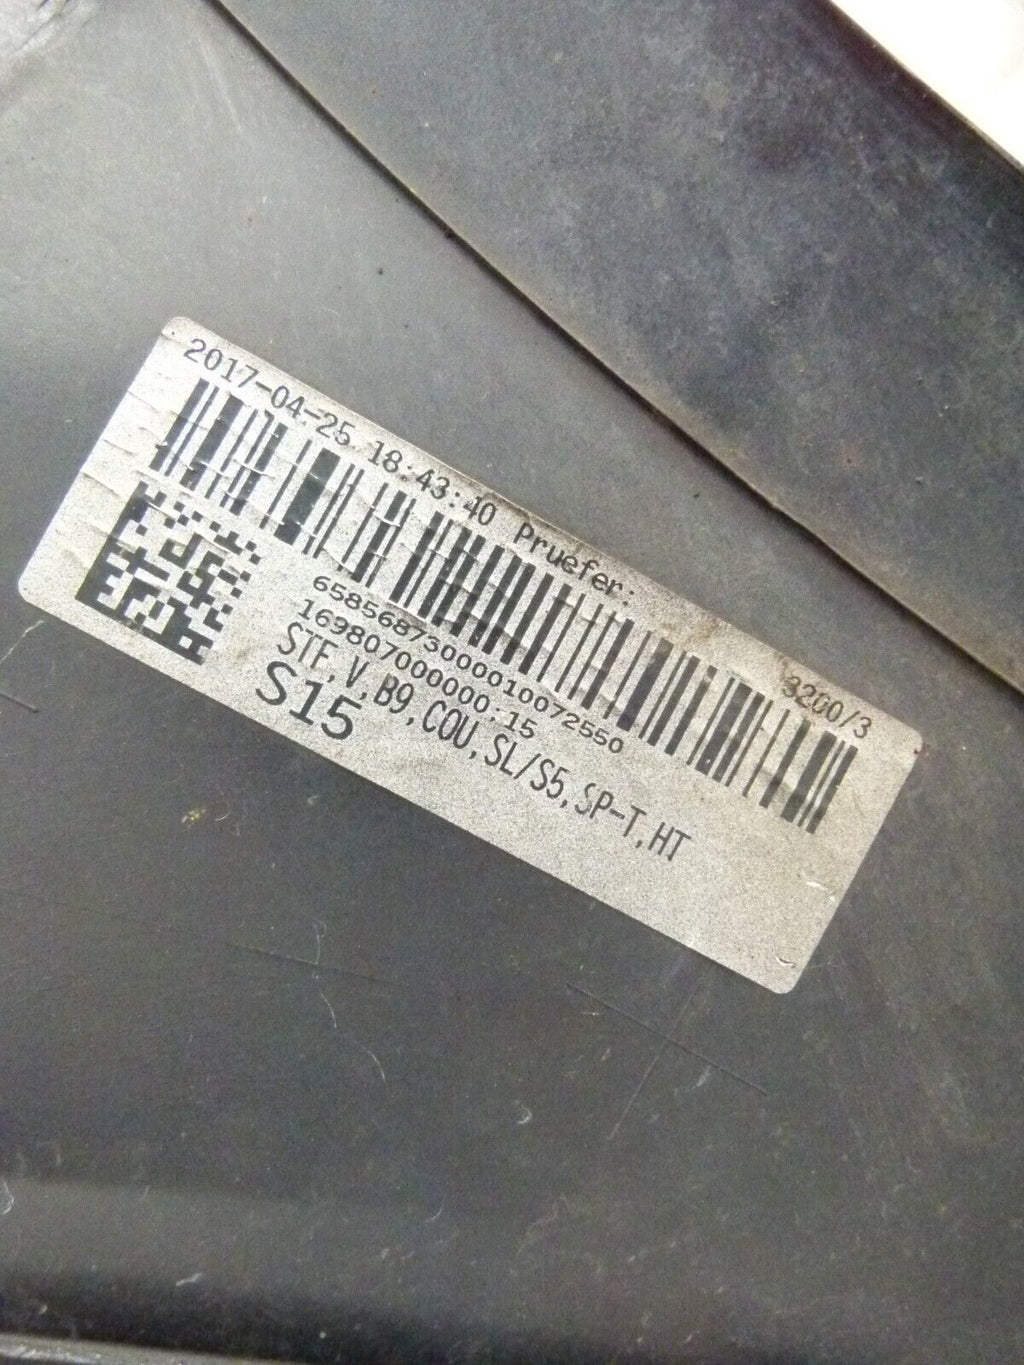 2017-04-25 18:43:40 Pruefer: 3200/3
65856873000010072550
1698070000000:15
STF,V,B9,COU,SL/S5,SP-T,HT
S15